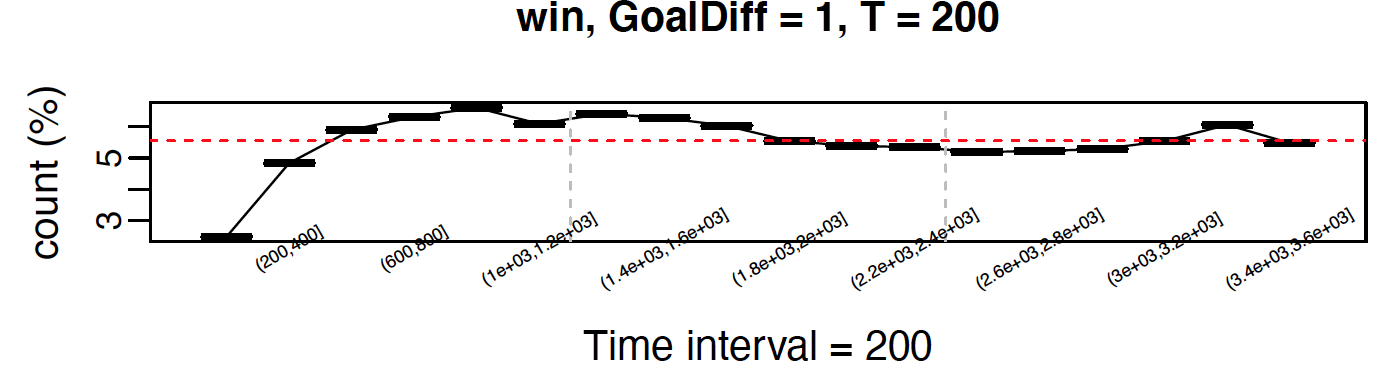 win, GoalDiff = 1, T = 200
count (%)
5
3
(200,400]
(600,800]
(1e+03,1.2e+03]
(1.4e+03,1.6e+03]
(1.8e+03,2e+03]
(2.2e+03,2.4e+03]
(2.6e+03,2.8e+03]
(3e+03,3.2e+03]
(3.4e+03,3.6e+03]
Time interval = 200